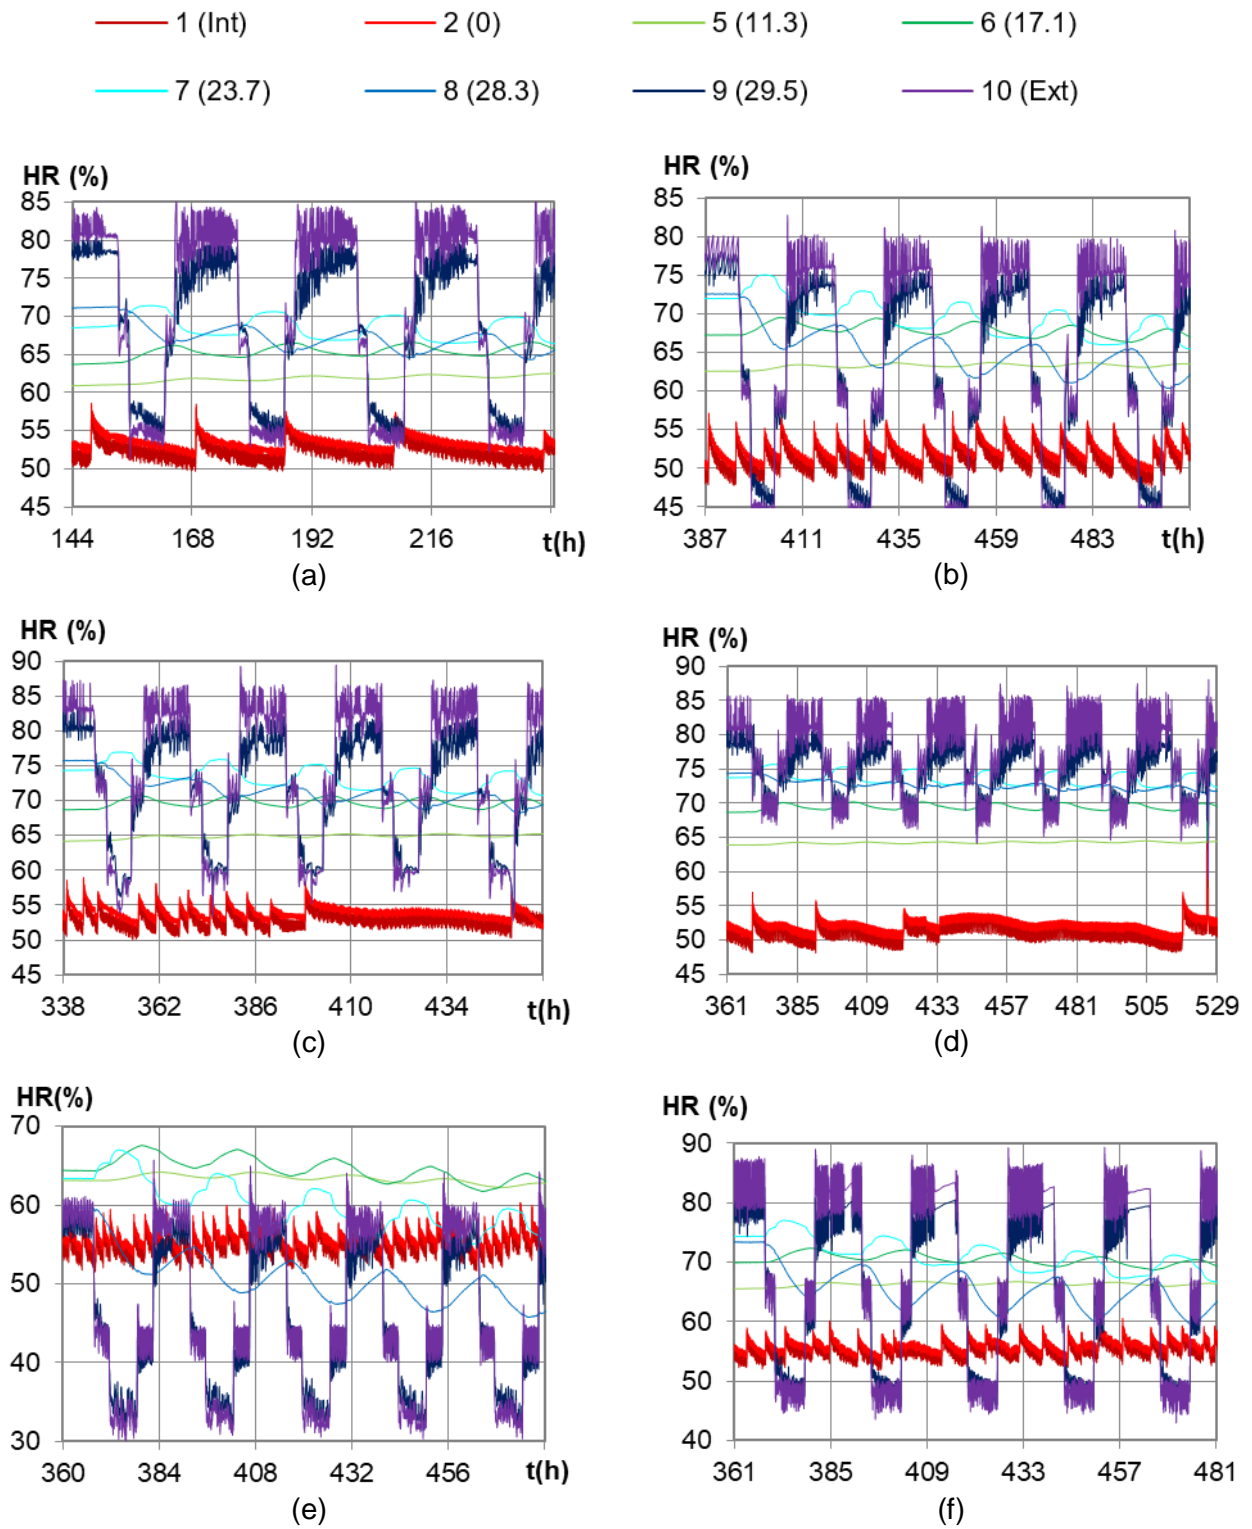 1 (Int) 2 (0) 5 (11.3) 6 (17.1)
7 (23.7) 8 (28.3) 9 (29.5) 10 (Ext)
HR (%)
85
80
75
70
65
60
55
50
45
144 168 192 216 t(h)
(a)
HR (%)
85
80
75
70
65
60
55
50
45
387 411 435 459 483 t(h)
(b)
HR (%)
90
85
80
75
70
65
60
55
50
45
338 362 386 410 434 t(h)
(c)
HR (%)
90
85
80
75
70
65
60
55
50
45
361 385 409 433 457 481 505 529
(d)
HR(%)
70
60
50
40
30
360 384 408 432 456 t(h)
(e)
HR (%)
90
80
70
60
50
40
361 385 409 433 457 481
(f)